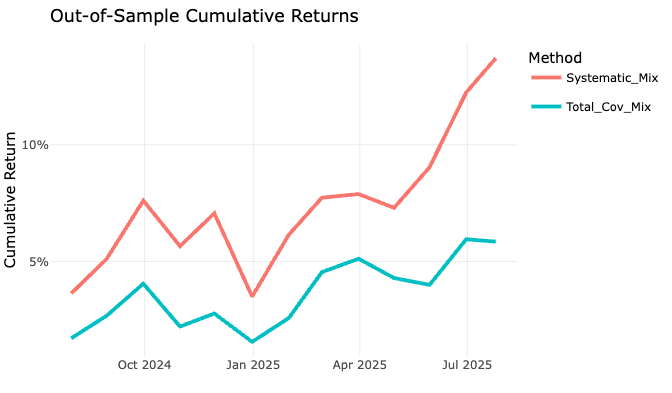 Out-of-Sample Cumulative Returns
Method
Systematic_Mix
Total_Cov_Mix
Cumulative Return
10%
5%
Oct 2024
Jan 2025
Apr 2025
Jul 2025